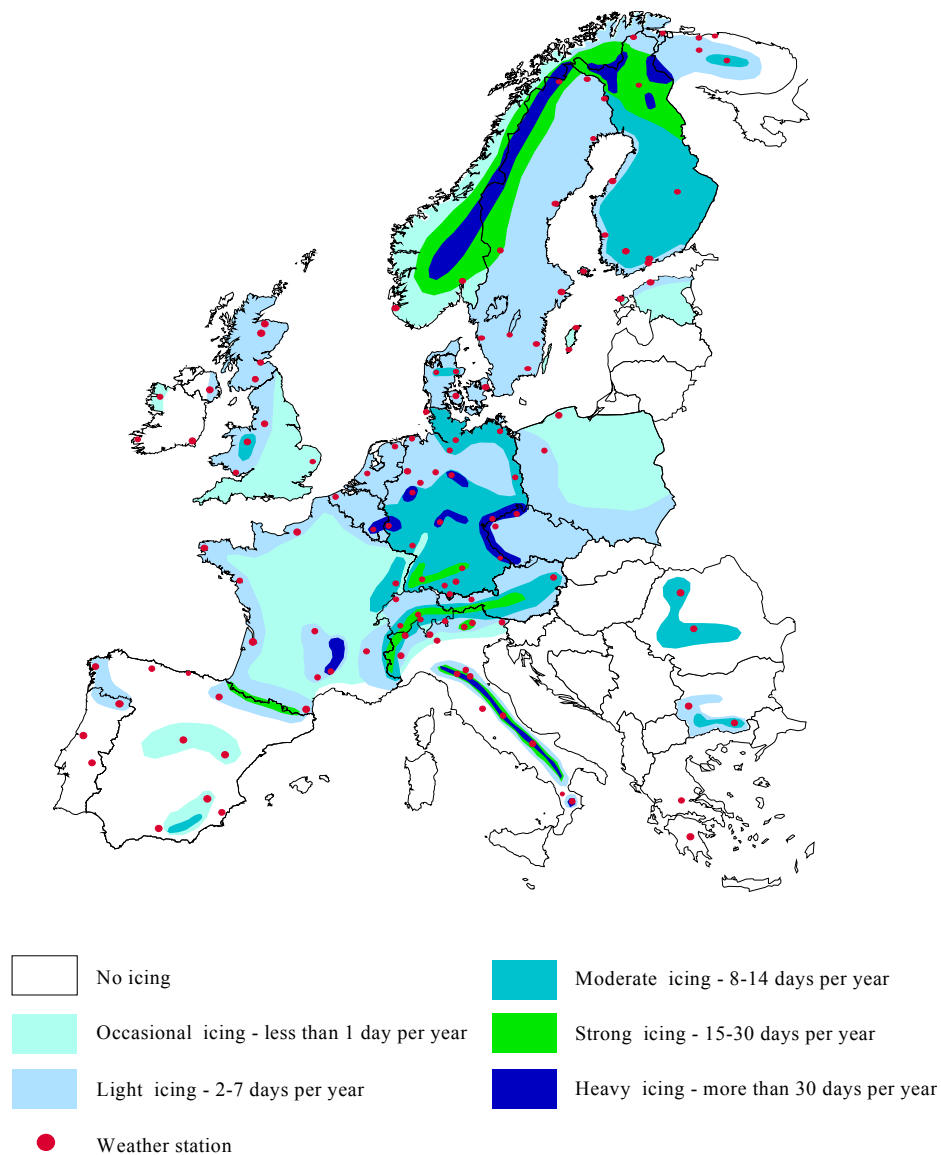 No icing
Occasional icing - less than 1 day per year
Light icing - 2-7 days per year
Weather station
Moderate icing - 8-14 days per year
Strong icing - 15-30 days per year
Heavy icing - more than 30 days per year